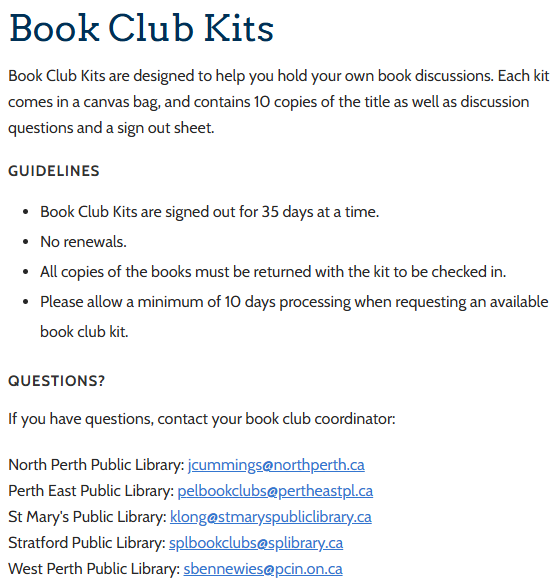 Book Club Kits
Book Club Kits are designed to help you hold your own book discussions. Each kit
comes in a canvas bag, and contains 10 copies of the title as well as discussion
questions and a sign out sheet.
GUIDELINES
• Book Club Kits are signed out for 35 days at a time.
• No renewals.
• All copies of the books must be returned with the kit to be checked in.
• Please allow a minimum of 10 days processing when requesting an available
book club kit.
QUESTIONS?
If you have questions, contact your book club coordinator:
North Perth Public Library: jcummings@northperth.ca
Perth East Public Library: pelbookclubs@pertheastpl.ca
St Mary's Public Library: klong@stmaryspubliclibrary.ca
Stratford Public Library: splbookclubs@splibrary.ca
West Perth Public Library: sbennewies@pcin.on.ca